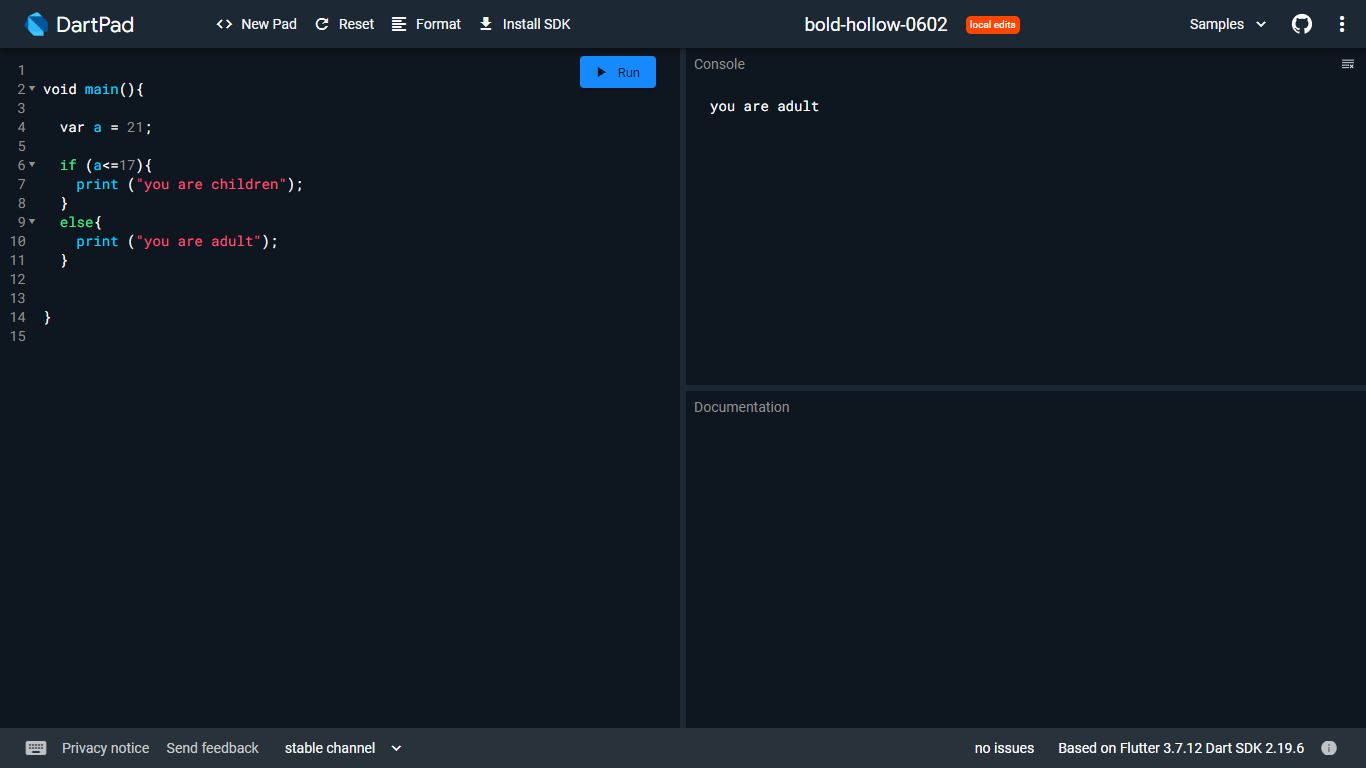 DartPad
<> New Pad
Reset
Format
Install SDK
bold-hollow-0602
local edits
Samples
Run
1
2 void main(){
3
4   var a = 21;
5
6   if (a<=17){
7     print ("you are children");
8   }
9   else{
10     print ("you are adult");
11   }
12
13
14 }
15
Console
you are adult
Documentation
Privacy notice
Send feedback
stable channel
no issues
Based on Flutter 3.7.12 Dart SDK 2.19.6
i